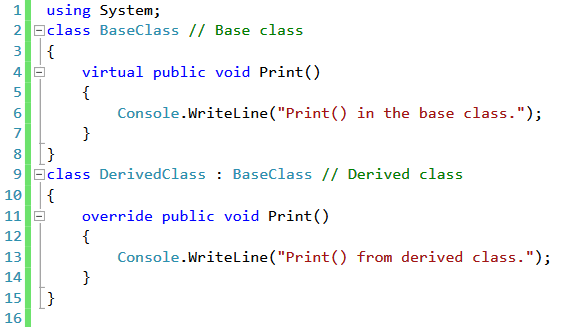 1 using System;
2 class BaseClass // Base class
3 {
4     virtual public void Print()
5     {
6         Console.WriteLine("Print() in the base class.");
7     }
8 }
9 class DerivedClass : BaseClass // Derived class
10 {
11     override public void Print()
12     {
13         Console.WriteLine("Print() from derived class.");
14     }
15 }
16